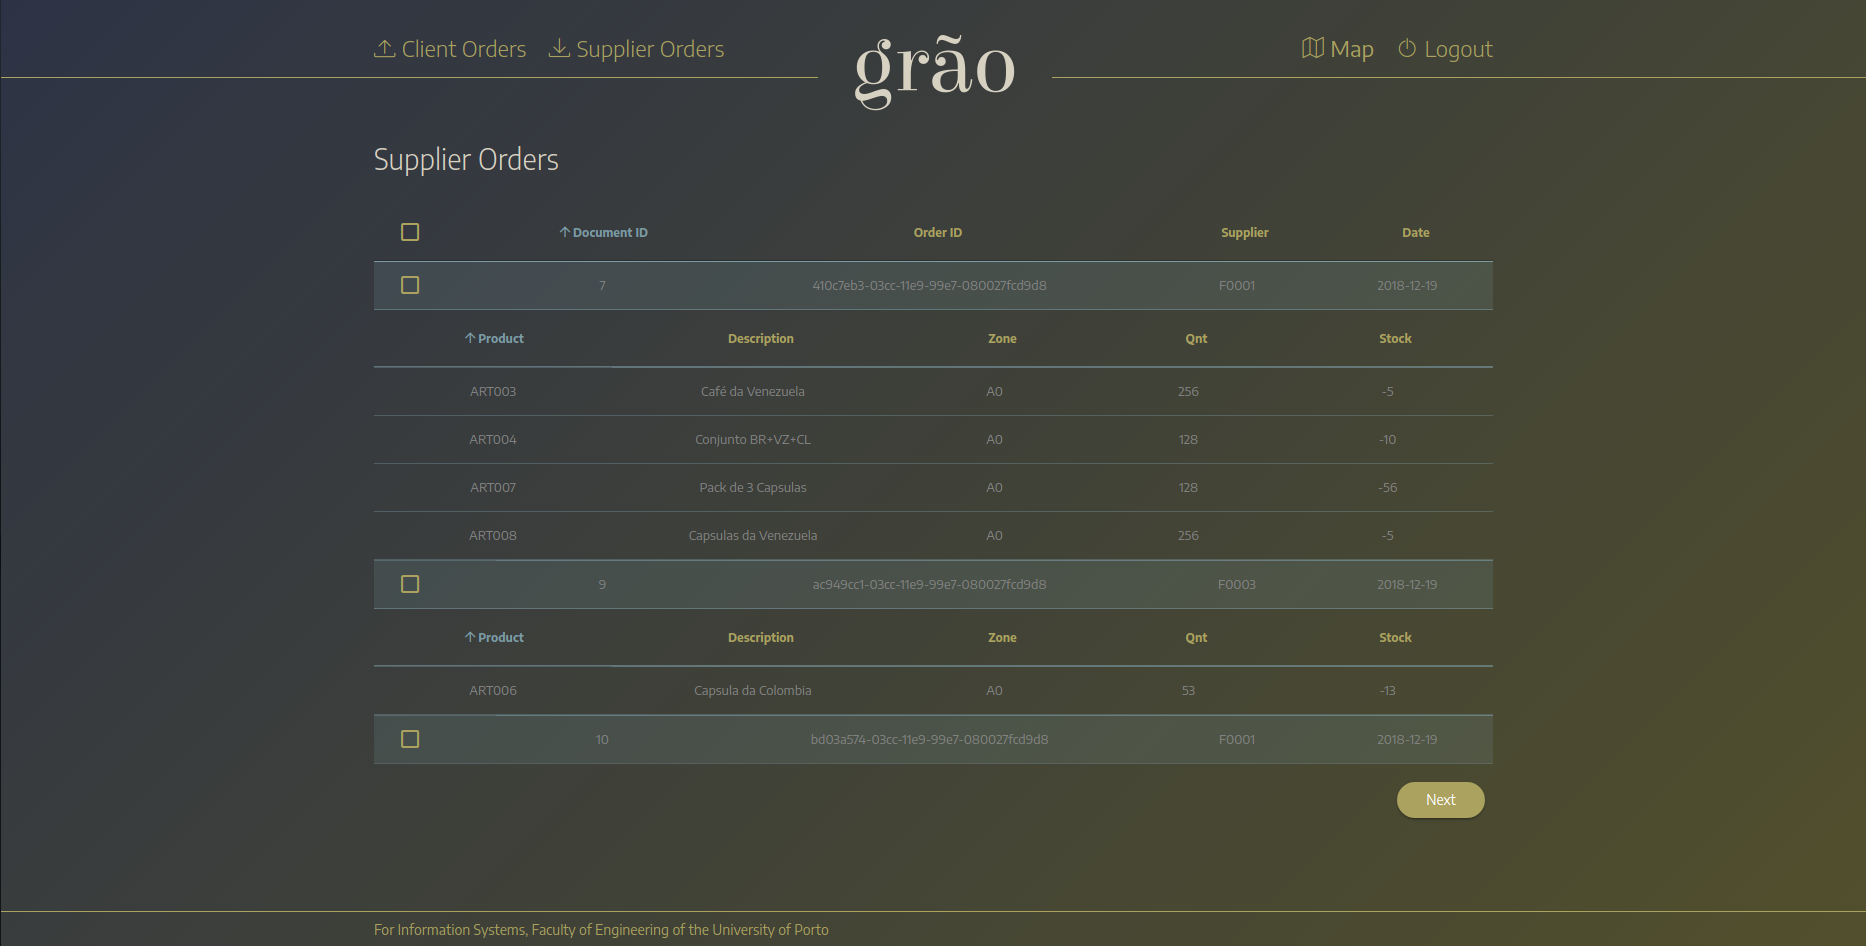 Client Orders Supplier Orders grão Map Logout
Supplier Orders
Document ID Order ID Supplier Date
7 410c7eb3-03cc-11e9-99e7-080027fcd9d8 F0001 2018-12-19
Product Description Zone Qnt Stock
ART003 Café da Venezuela A0 256 -5
ART004 Conjunto BR+VZ+CL A0 128 -10
ART007 Pack de 3 Capsulas A0 128 -56
ART008 Capsulas da Venezuela A0 256 -5
9 ac949cc1-03cc-11e9-99e7-080027fcd9d8 F0003 2018-12-19
Product Description Zone Qnt Stock
ART006 Capsula da Colombia A0 53 -13
10 bd03a574-03cc-11e9-99e7-080027fcd9d8 F0001 2018-12-19
Next
For Information Systems, Faculty of Engineering of the University of Porto